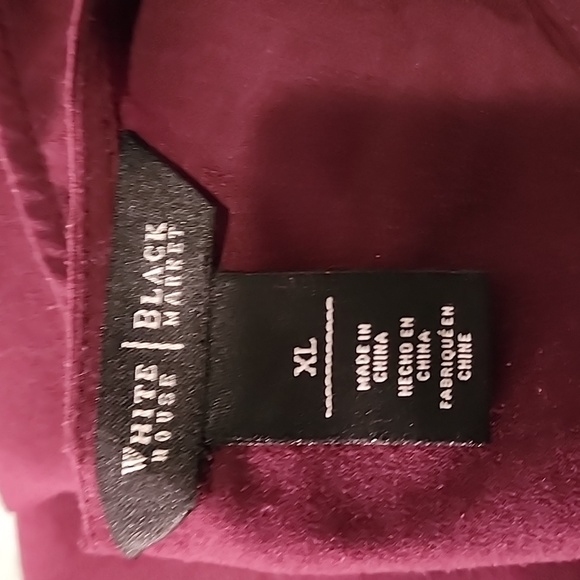 WHITE | BLACK
HOUSE MARKET
XL
MADE IN
CHINA
HECHO EN
CHINA
FABRIQUÉ EN
CHINE